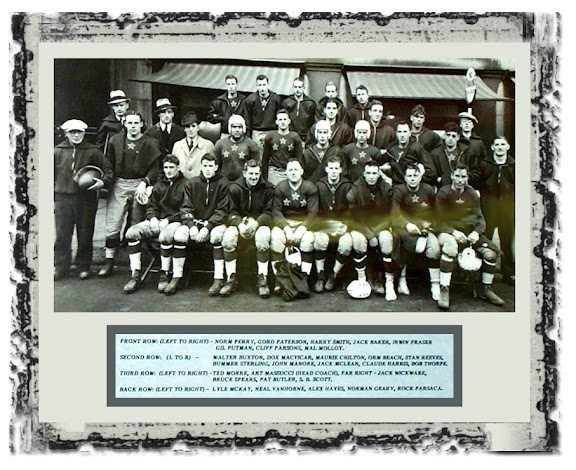 FRONT ROW: (LEFT TO RIGHT) - NORM PERRY, GORD PATERSON, HARRY SMITH, JACK BAKER, IRWIN FRASER
GIL PUTMAN, CLIFF PARSONS, MAL MOLLOY.
SECOND ROW: (L TO R) - WALTER BUXTON, DOX MACVICAR, MAURIE CHILTON, ORM BEACH, STAN REEVES,
BUMMER STERLING, JOHN MANORE, JACK MCLEAN, CLAUDE HARRIS, BOB THORPE.
THIRD ROW: (LEFT TO RIGHT) - TED MORRE, ART MASSUCCI (HEAD COACH), FAR RIGHT - JACK WICKWARE,
BRUCE SPEARS, PAT BUTLER, S. B. SCOTT.
BACK ROW: (LEFT TO RIGHT) - LYLE MCKAY, NEAL VANHORNE, ALEX HAYES, NORMAN GEARY, ROCK PARSACA.